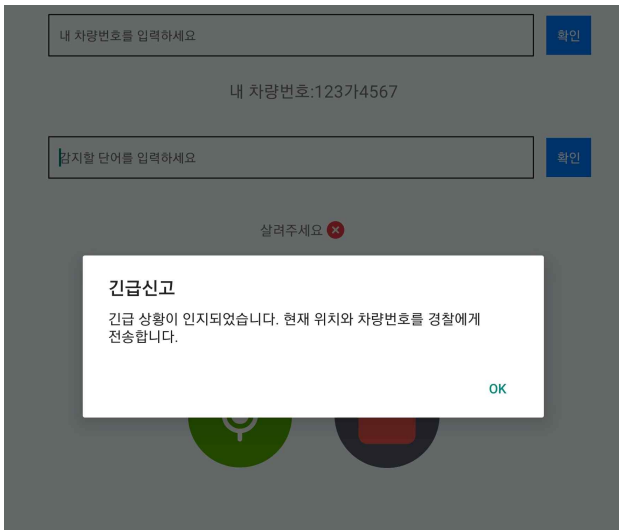 내 차량번호를 입력하세요
확인
내 차량번호:123가4567
감지할 단어를 입력하세요
확인
살려주세요
긴급신고
긴급 상황이 인지되었습니다. 현재 위치와 차량번호를 경찰에게
전송합니다.
OK